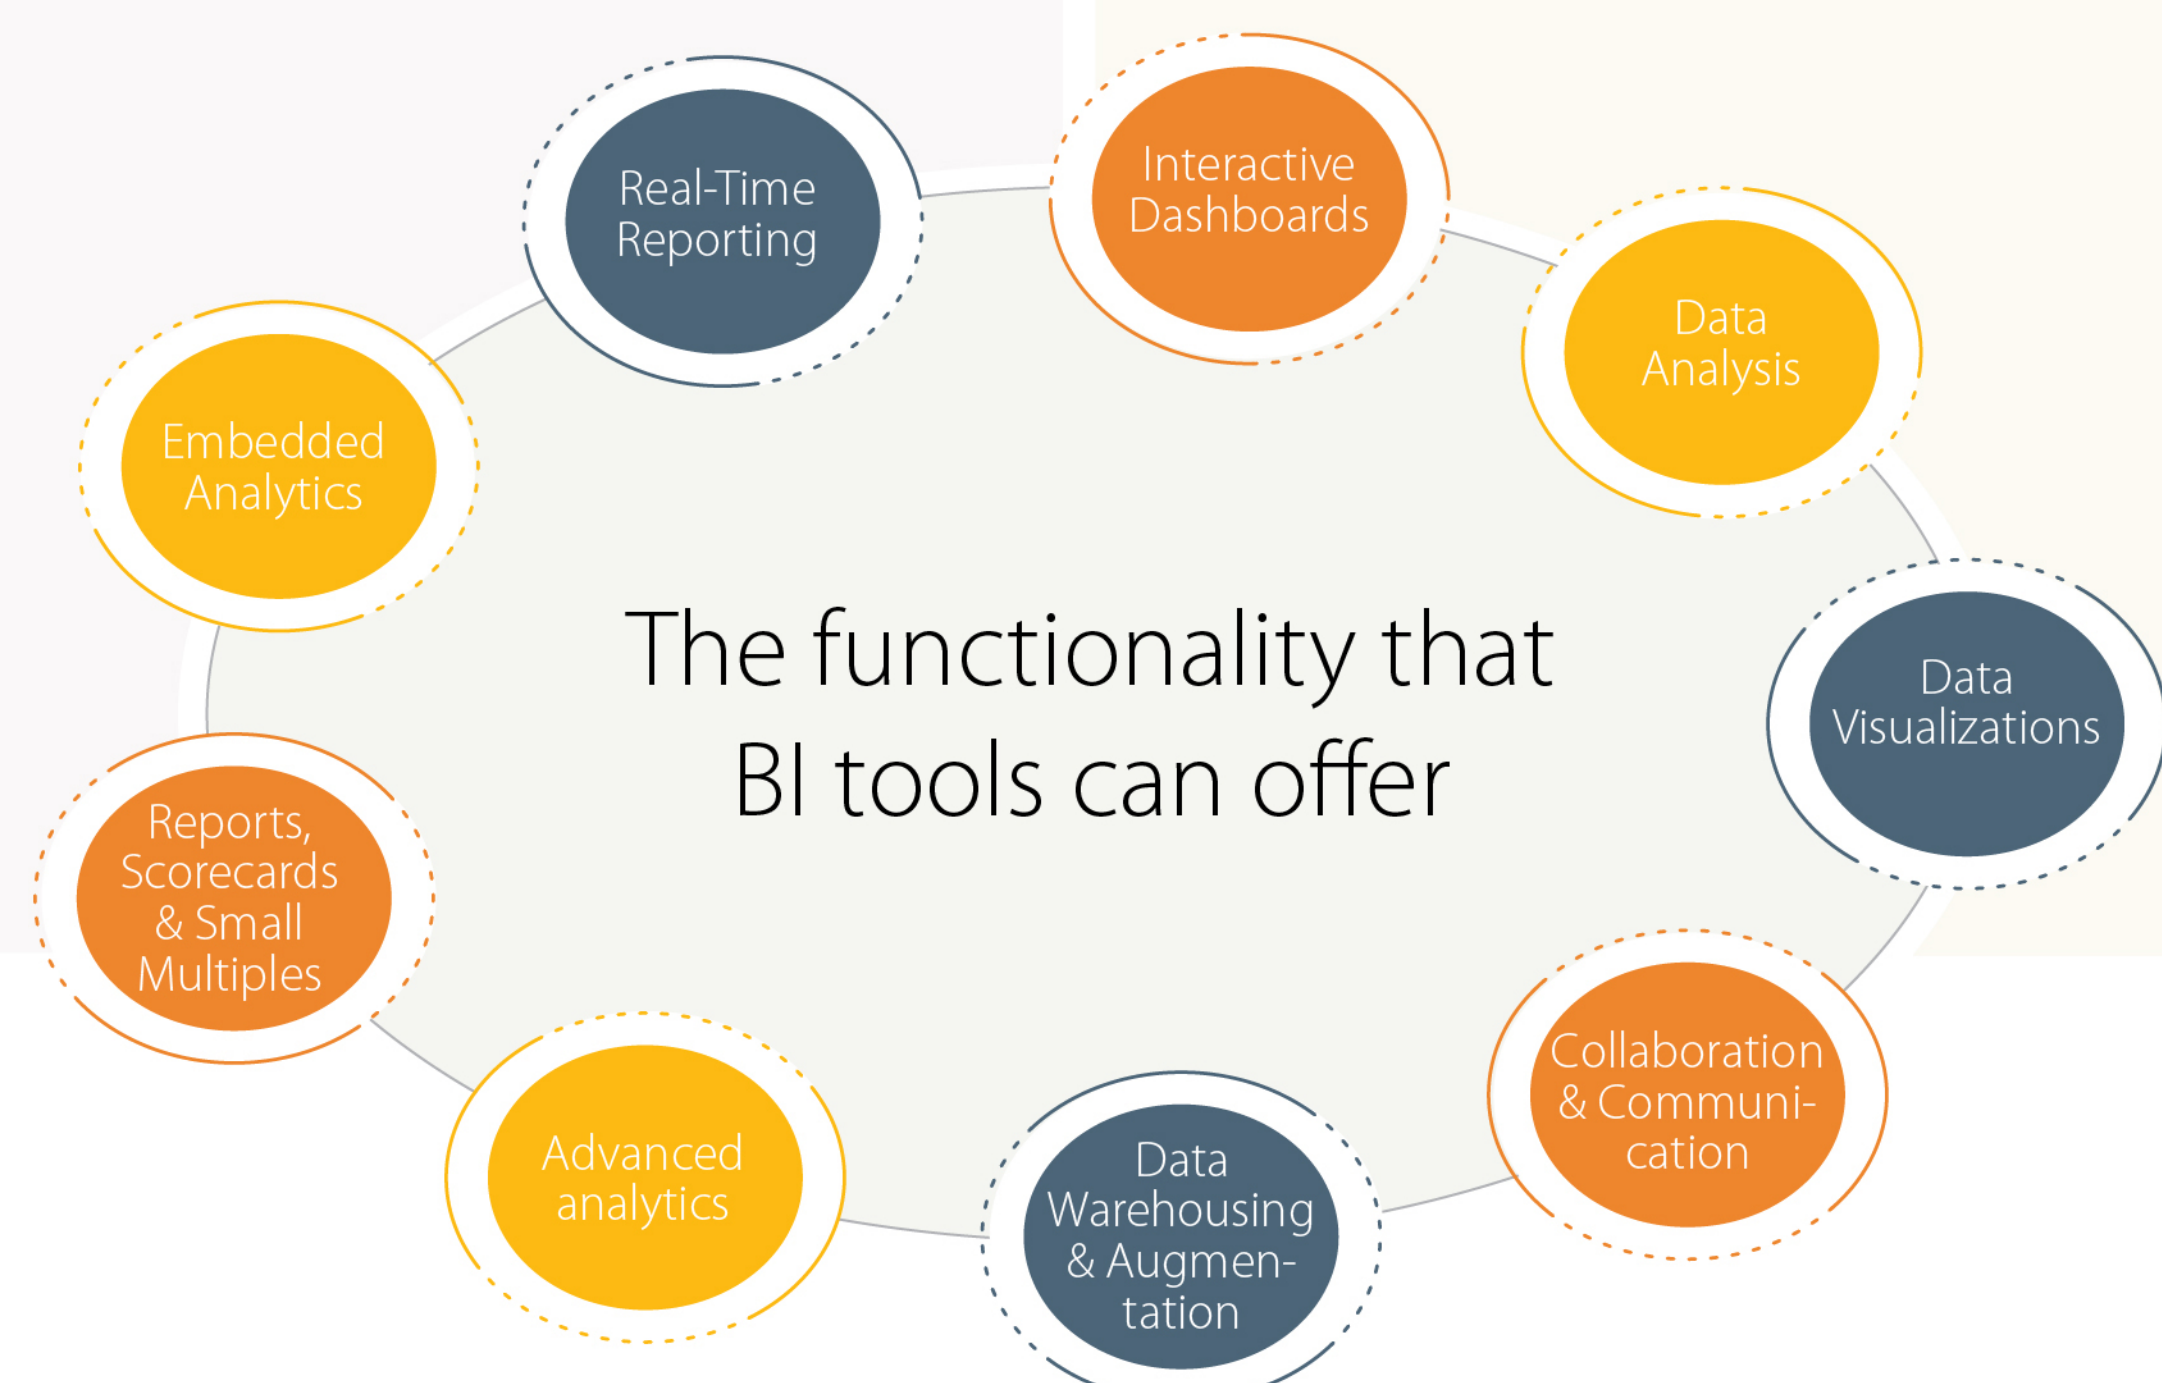 Real-Time
Reporting
Interactive
Dashboards
Data
Analysis
Embedded
Analytics
The functionality that
BI tools can offer
Data
Visualizations
Reports,
Scorecards
& Small
Multiples
Collaboration
& Communi-
cation
Advanced
analytics
Data
Warehousing
& Augmen-
tation